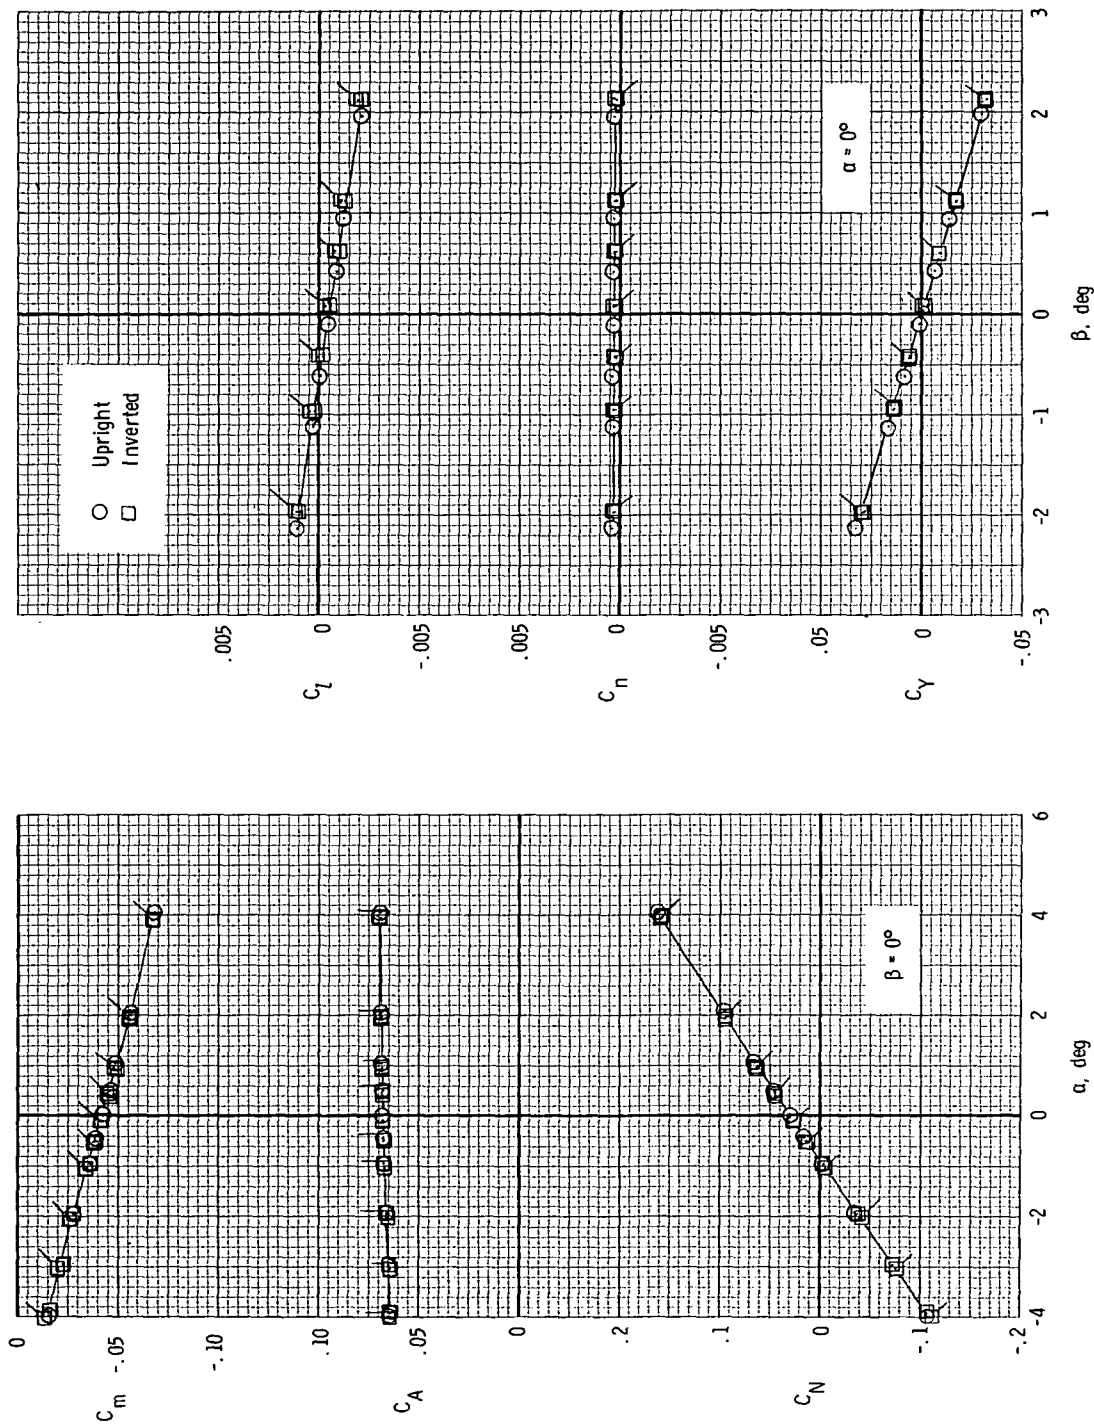 ○ Upright
□ Inverted
C_l
.005
0
-.005
C_n
0
-.005
C_Y
.05
0
-.05
-3
-2
-1
0
1
2
3
β, deg
α = 0°
C_m
0
-.05
-.10
C_A
.10
.05
0
C_N
.2
.1
0
-.1
-.2
-4
-2
0
2
4
6
α, deg
β = 0°